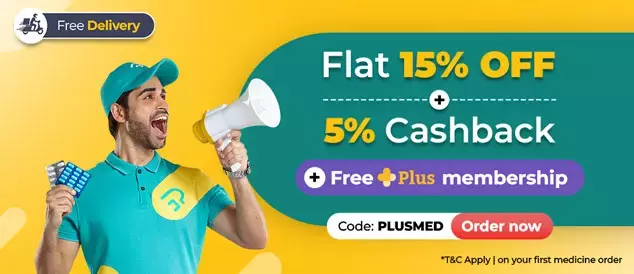 Free Delivery
Flat 15% OFF
+
5% Cashback
+ Free Plus membership
Code: PLUSMED Order now
*T&C Apply | on your first medicine order